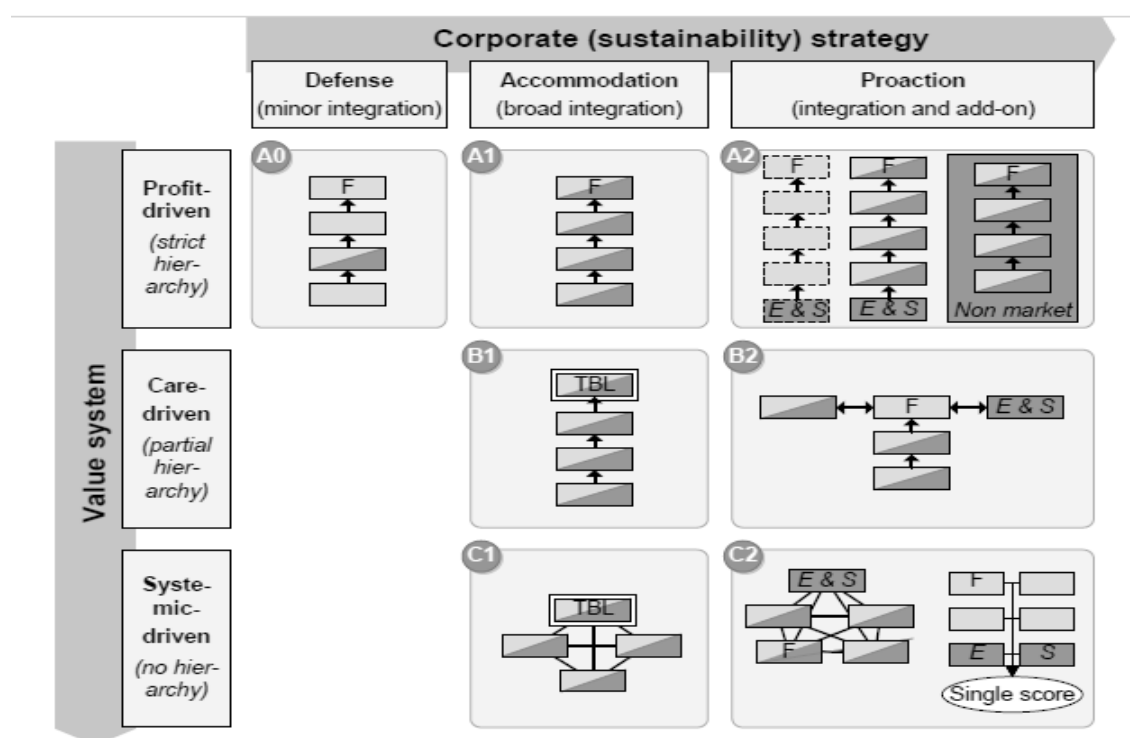 Corporate (sustainability) strategy
Defense
(minor integration)
Accommodation
(broad integration)
Proaction
(integration and add-on)
Value system
Profit-
driven
(strict
hier-
archy)
A0
F
A1
F
A2
F
E & S
F
E & S
F
Non market
Care-
driven
(partial
hier-
archy)
B1
TBL
B2
F
E & S
Syste-
mic-
driven
(no hier-
archy)
C1
TBL
C2
E & S
F
F
E
S
Single score